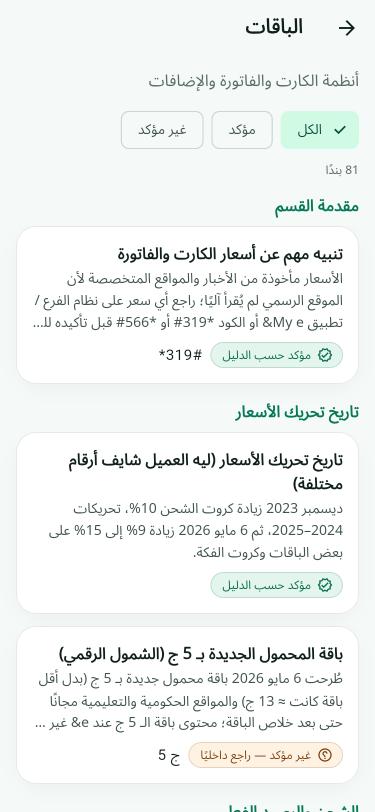 الباقات
أنظمة الكارت والفاتورة والإضافات
الكل
مؤكد
غير مؤكد
81 بندًا
مقدمة القسم
تنبيه مهم عن أسعار الكارت والفاتورة
الأسعار مأخوذة من الأخبار والمواقع المتخصصة لأن
الموقع الرسمي لم يُقرأ آليًا؛ راجع أي سعر على نظام الفرع /
تطبيق My e& أو الكود *319# أو *566# قبل تأكيده للـ...
مؤكد حسب الدليل
*319#
تاريخ تحريك الأسعار
تاريخ تحريك الأسعار (ليه العميل شايف أرقام
مختلفة)
ديسمبر 2023 زيادة كروت الشحن 10%، تحريكات
2024–2025، ثم 6 مايو 2026 زيادة 9% إلى 15% على
بعض الباقات وكروت الفكة.
مؤكد حسب الدليل
باقة المحمول الجديدة بـ 5 ج (الشمول الرقمي)
طُرحت 6 مايو 2026 باقة محمول جديدة بـ 5 ج (بدل أقل
باقة كانت ≈ 13 ج) والمواقع الحكومية والتعليمية مجانًا
حتى بعد خلاص الباقة؛ محتوى باقة الـ 5 ج عند e& غير ...
غير مؤكد — راجع داخليًا
5 ج